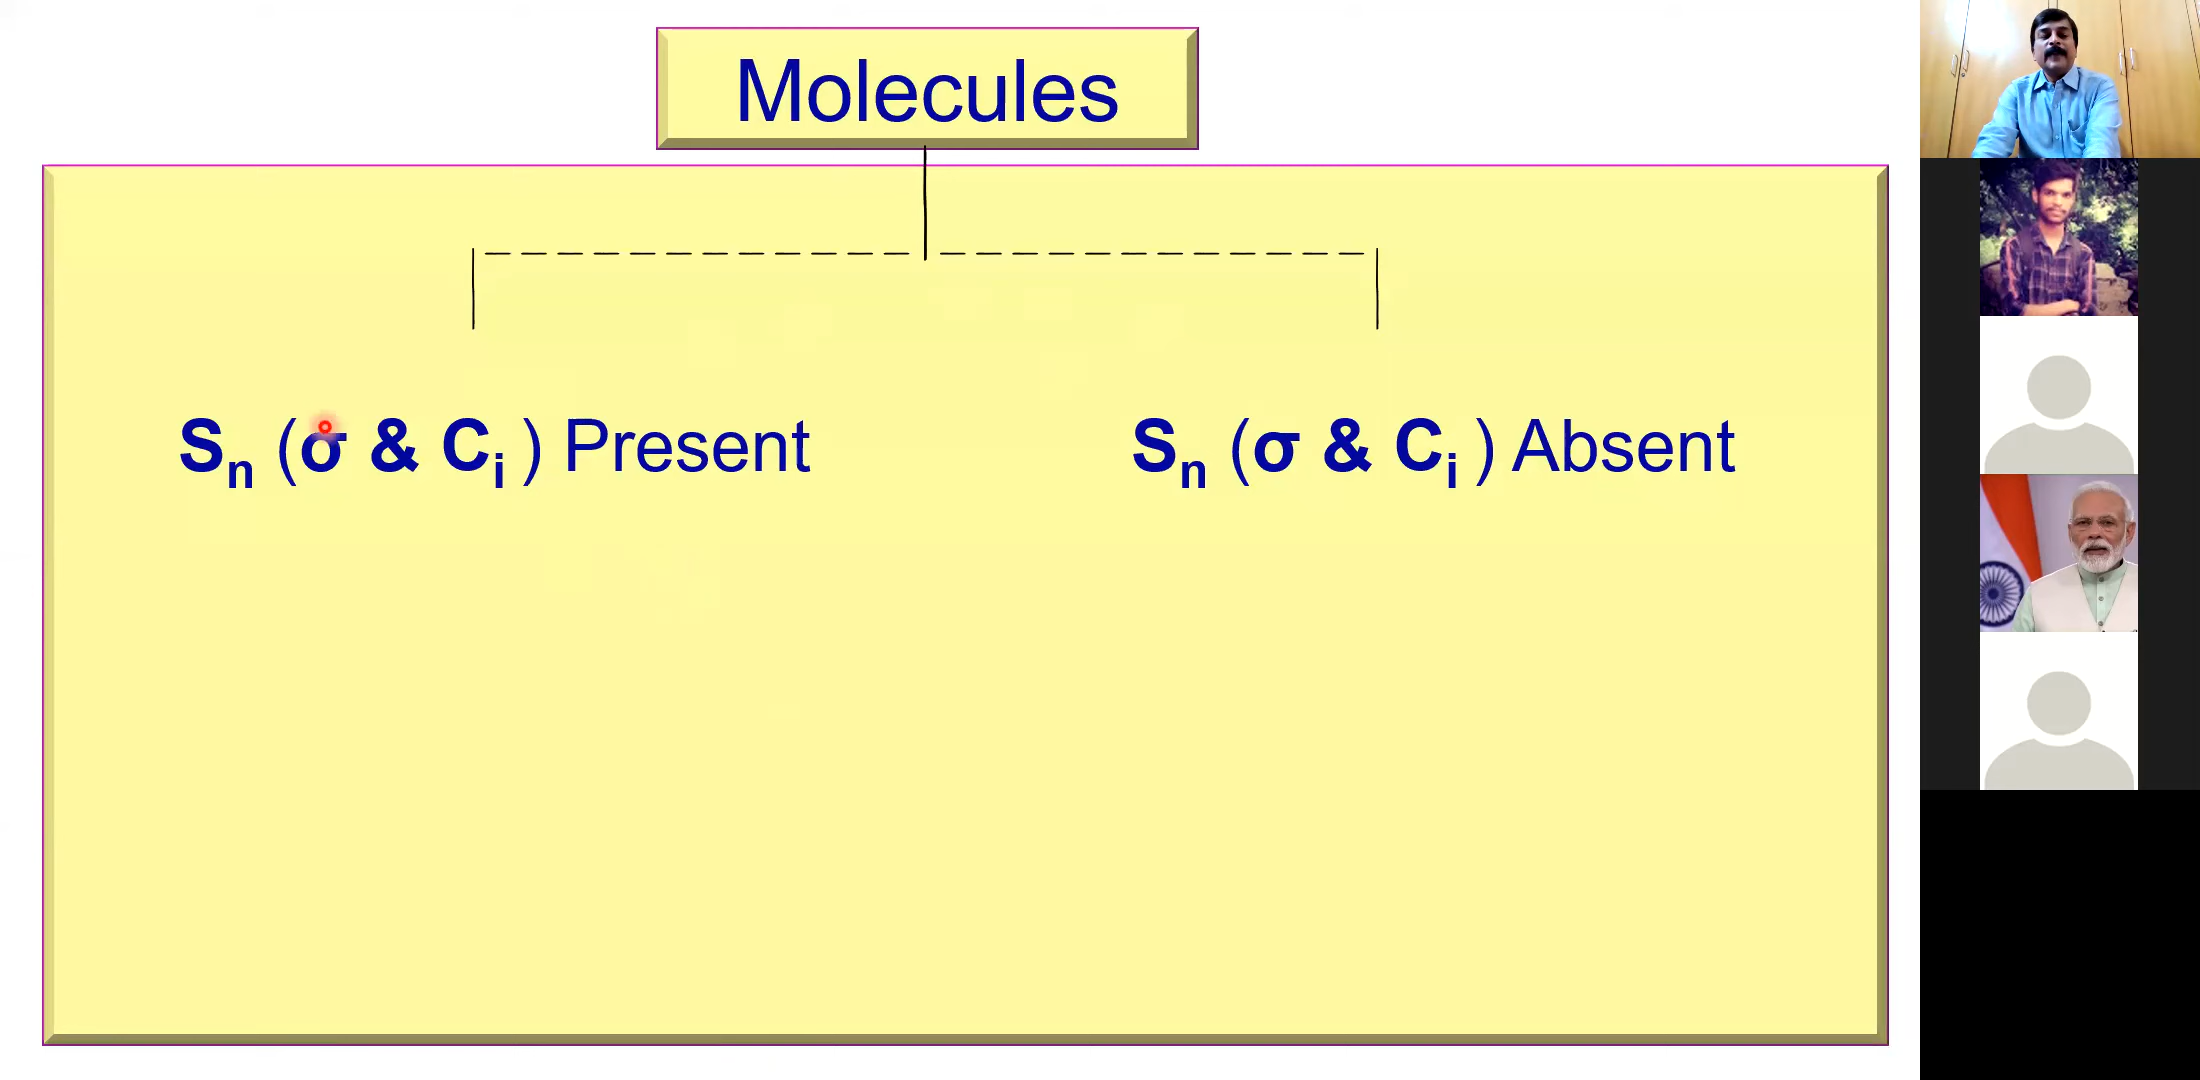 Molecules
Sn (σ & Ci ) Present
Sn (σ & Ci ) Absent